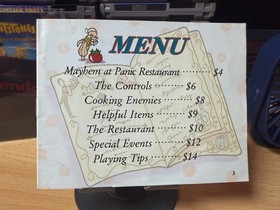 MENU
Mayhem at Panic Restaurant ········ $4
The Controls ········ $6
Cooking Enemies ········ $8
Helpful Items ········ $9
The Restaurant ········ $10
Special Events ········ $12
Playing Tips ········ $14
3